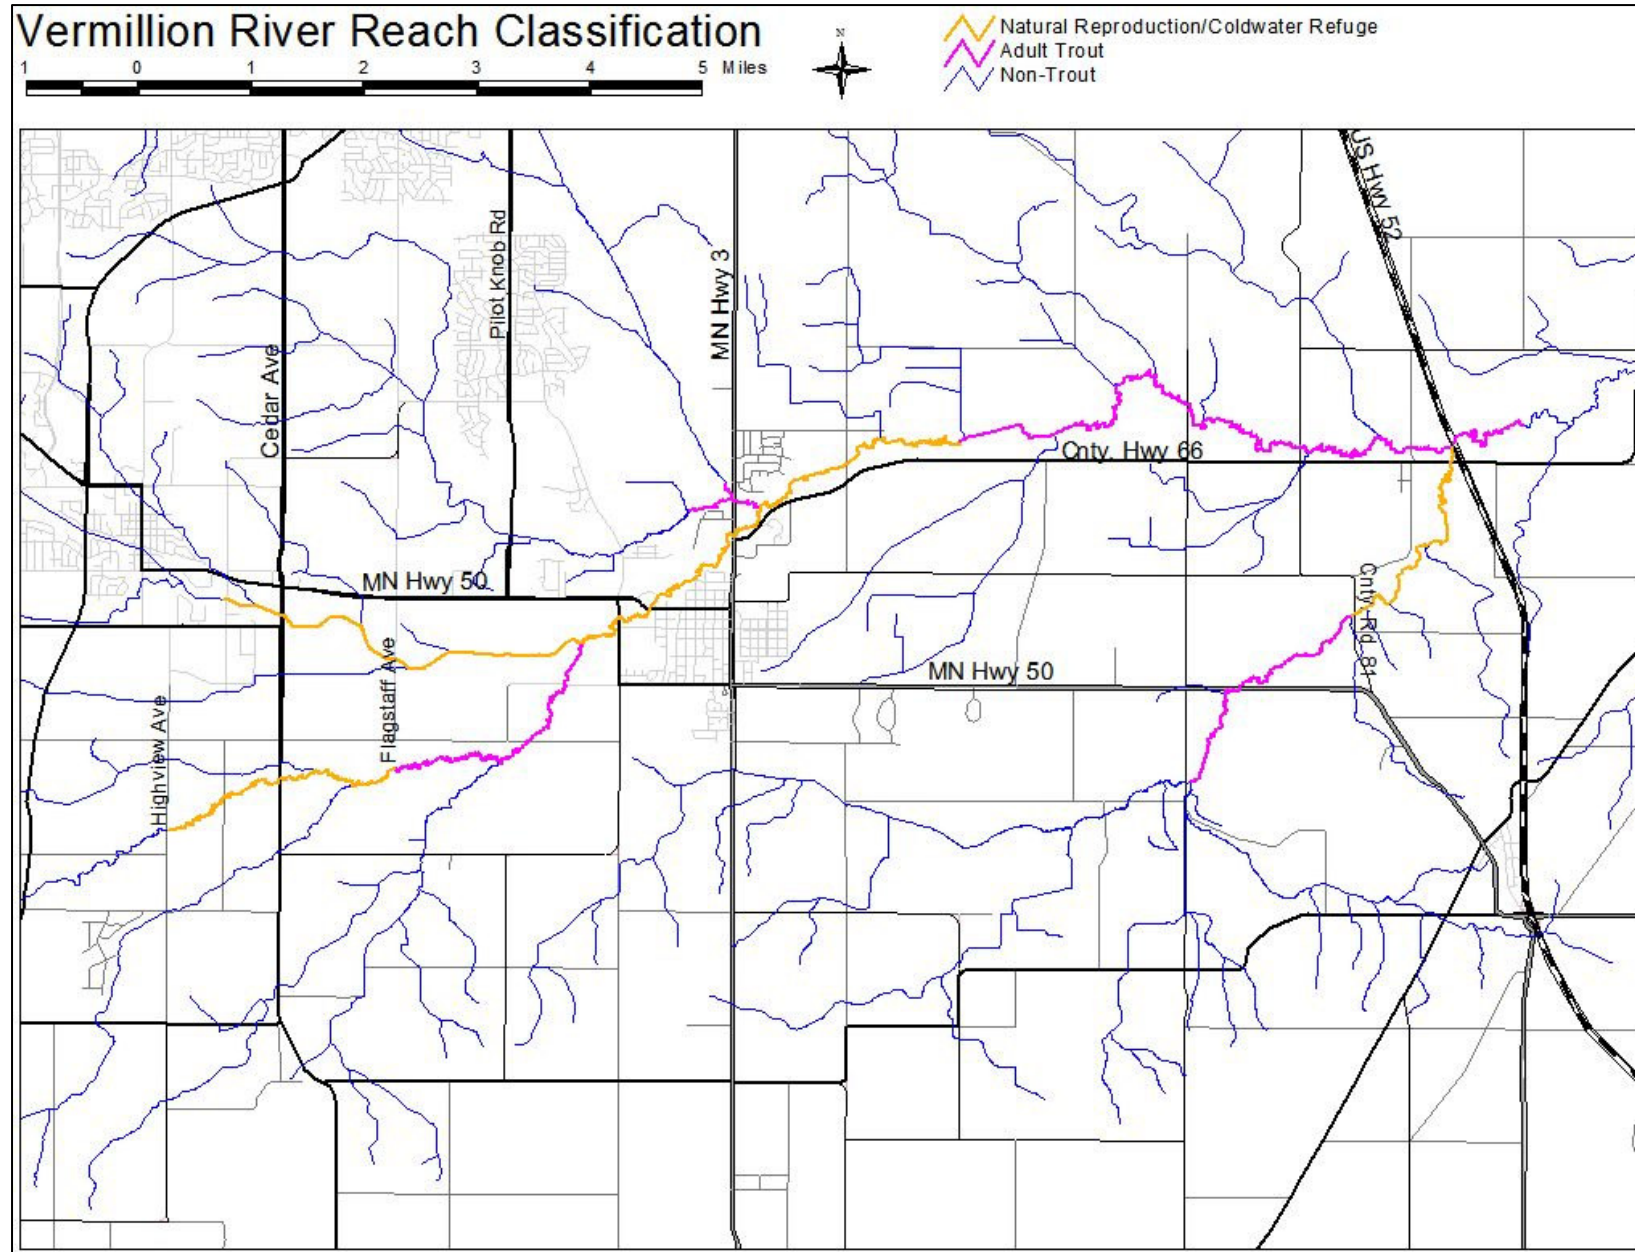 Vermillion River Reach Classification
1 0 1 2 3 4 5 Miles
N
Natural Reproduction/Coldwater Refuge
Adult Trout
Non-Trout
US Hwy 52
Pilot Knob Rd
MN Hwy 3
Cedar Ave
Cnty. Hwy 66
MN Hwy 50
Cnty Rd 81
Flagstaff Ave
MN Hwy 50
Highview Ave